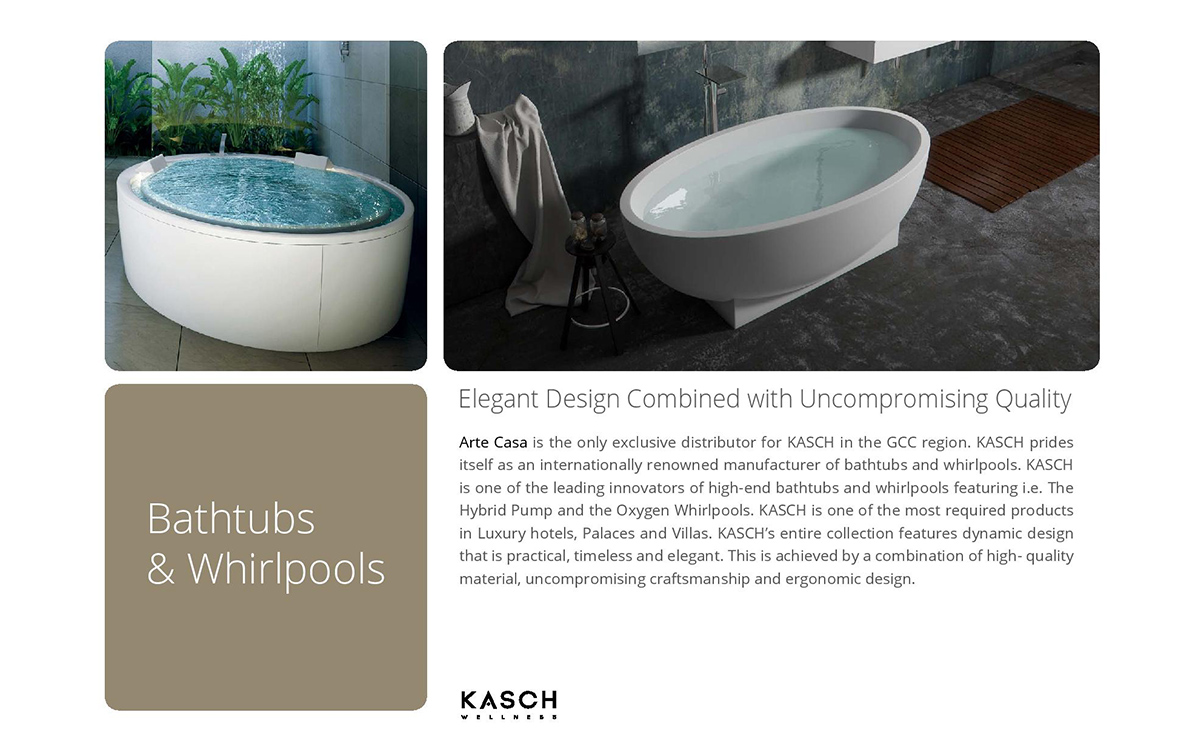 Elegant Design Combined with Uncompromising Quality
Arte Casa is the only exclusive distributor for KASCH in the GCC region. KASCH prides
itself as an internationally renowned manufacturer of bathtubs and whirlpools. KASCH
is one of the leading innovators of high-end bathtubs and whirlpools featuring i.e. The
Hybrid Pump and the Oxygen Whirlpools. KASCH is one of the most required products
in Luxury hotels, Palaces and Villas. KASCH's entire collection features dynamic design
that is practical, timeless and elegant. This is achieved by a combination of high- quality
material, uncompromising craftsmanship and ergonomic design.
Bathtubs
& Whirlpools
KASCH
WELLNESS